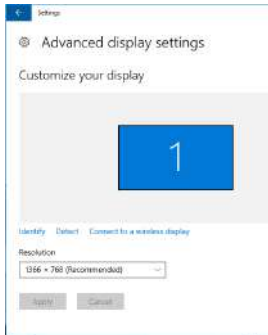 Settings
Advanced display settings
Customize your display
1
Identify Detect Connect to a wireless display
Resolution
1366 × 768 (Recommended)
Apply Cancel